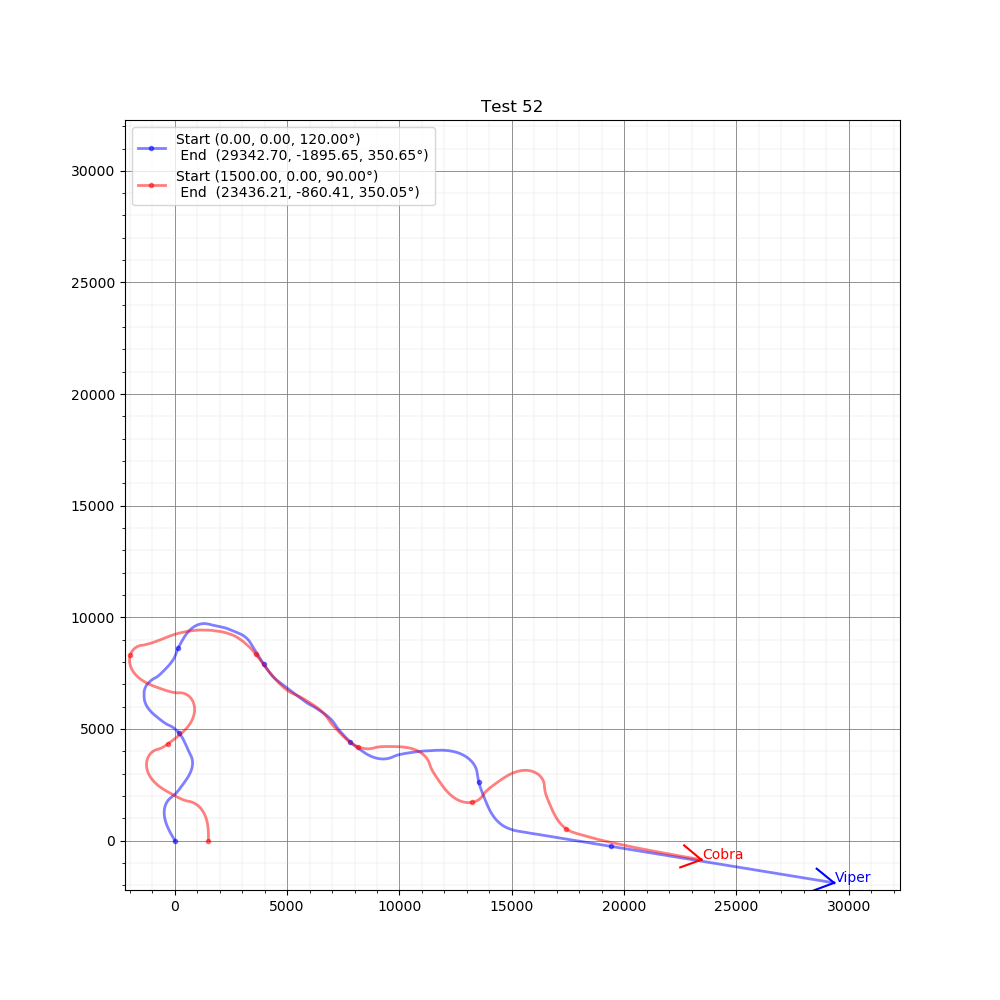 Test 52
Start (0.00, 0.00, 120.00°)
End (29342.70, -1895.65, 350.65°)
Start (1500.00, 0.00, 90.00°)
End (23436.21, -860.41, 350.05°)
30000
25000
20000
15000
10000
5000
0
Cobra
Viper
0 5000 10000 15000 20000 25000 30000